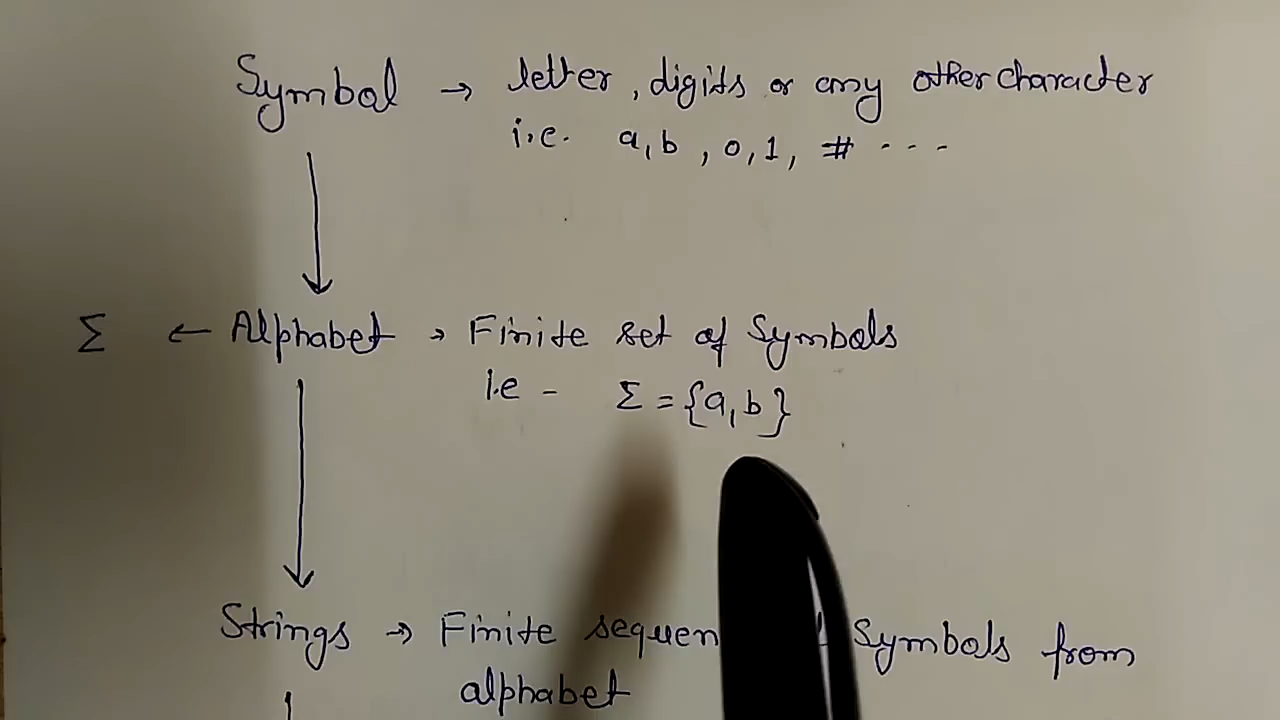 Symbol → letter, digits or any other character
i.e. a, b, 0, 1, # - - -
Σ ← Alphabet → Finite set of Symbols
I.e - Σ = {a, b}
Strings → Finite Symbols from
alphabet